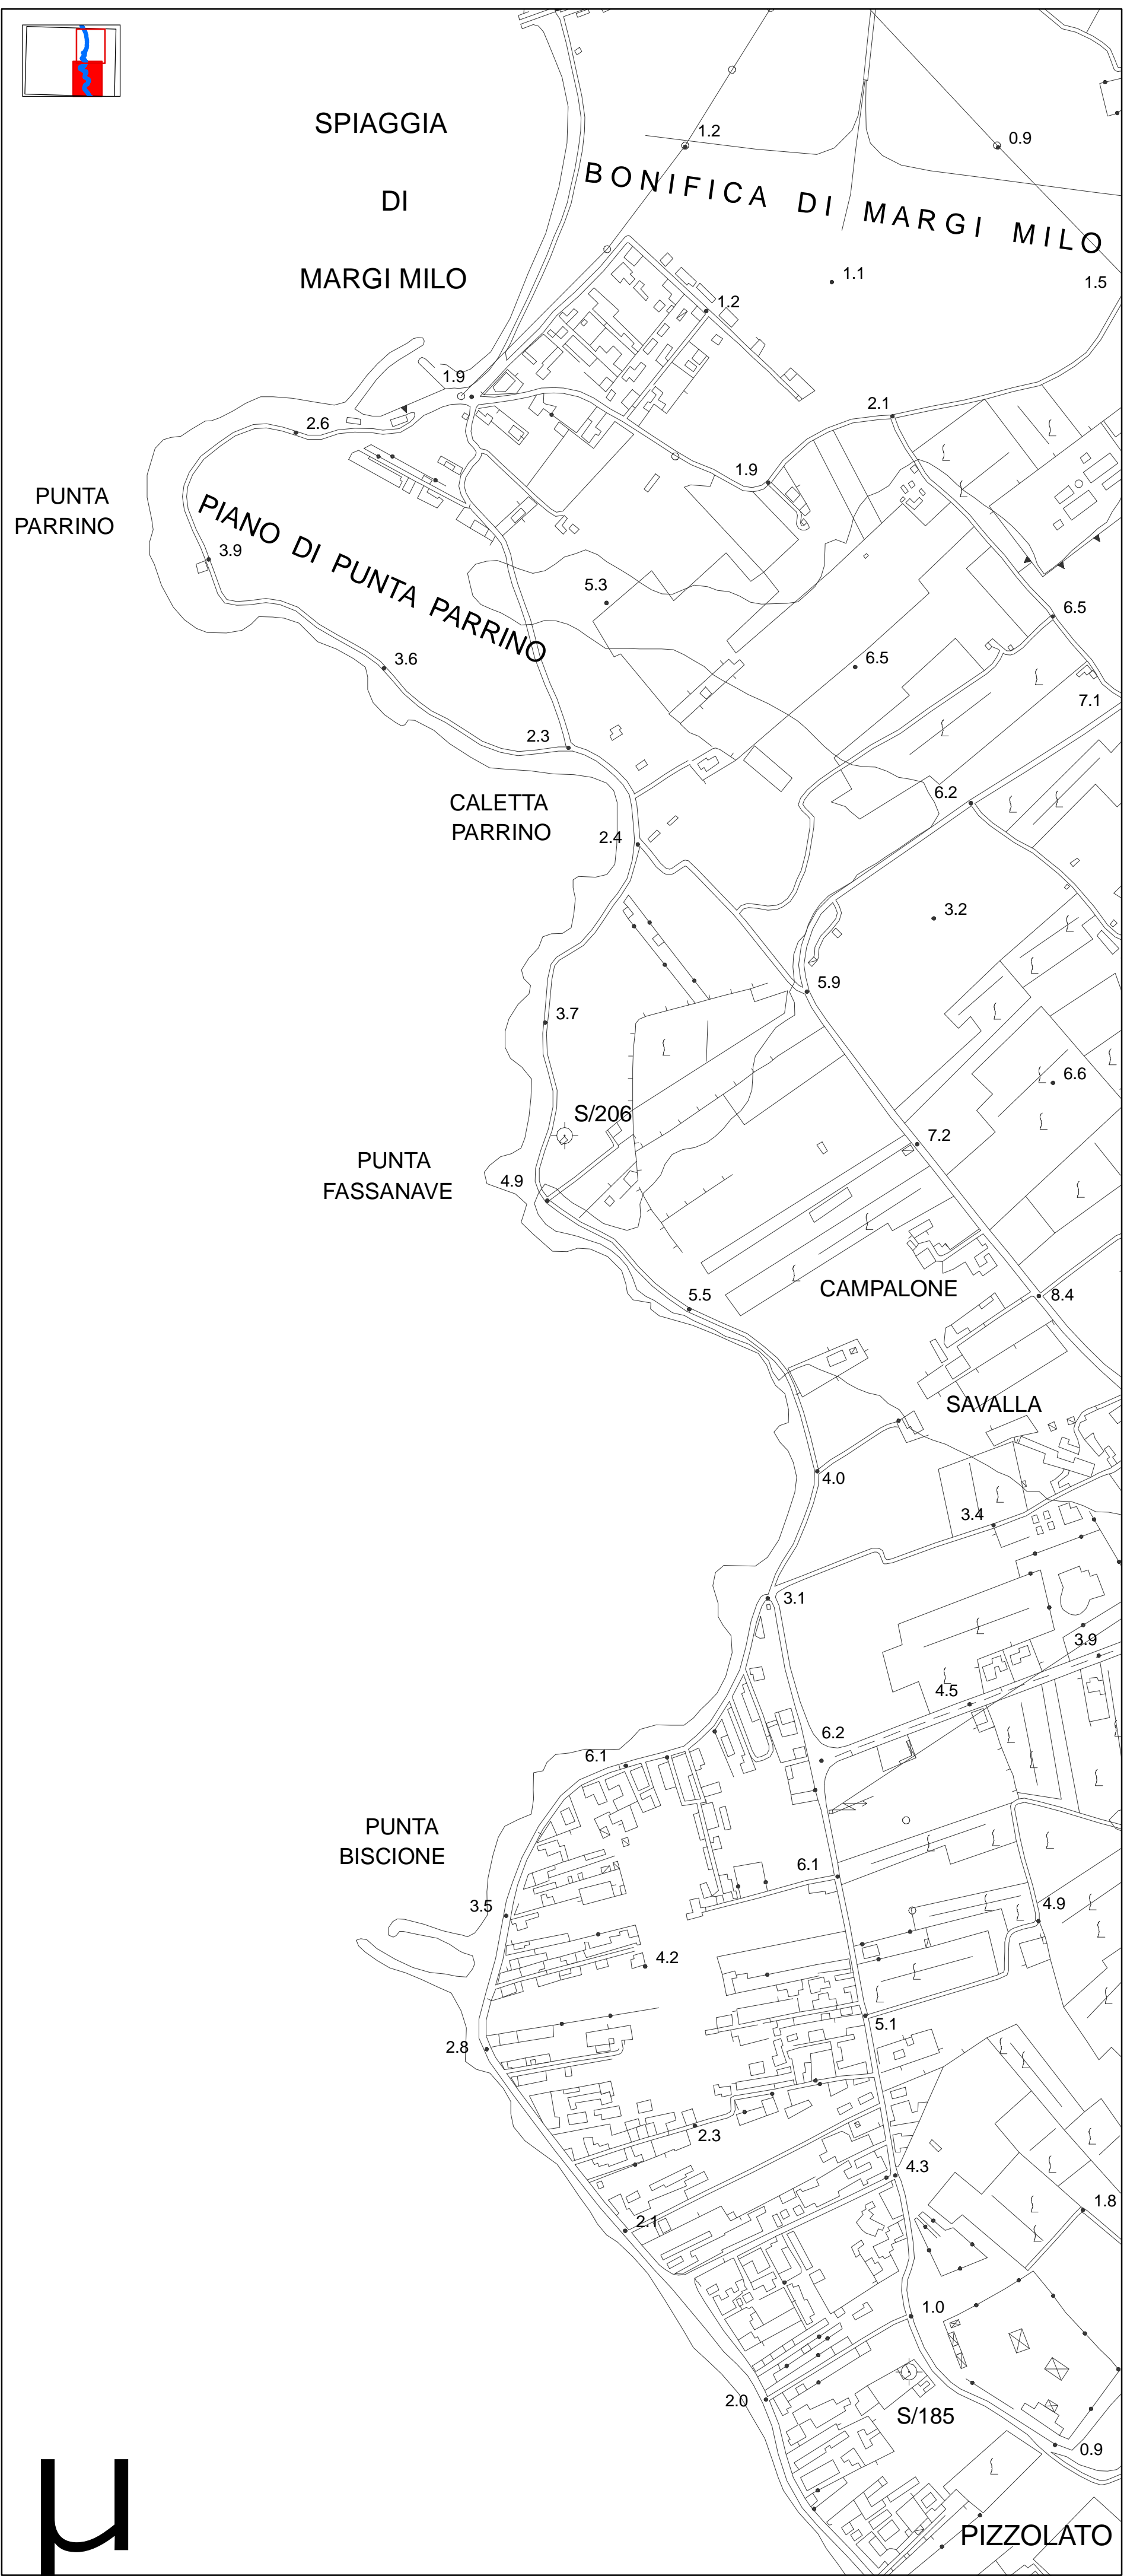 SPIAGGIA
DI
MARGI MILO
1.2
0.9
BONIFICA DI MARGI MILO
1.1
1.5
1.2
1.9
2.6
2.1
1.9
PUNTA
PARRINO
PIANO DI PUNTA PARRINO
3.9
5.3
6.5
3.6
6.5
7.1
2.3
6.2
CALETTA
PARRINO
2.4
3.2
5.9
3.7
6.6
S/206
7.2
PUNTA
FASSANAVE
4.9
CAMPALONE
5.5
8.4
SAVALLA
4.0
3.4
3.1
3.9
4.5
6.2
6.1
PUNTA
BISCIONE
6.1
3.5
4.9
4.2
5.1
2.8
2.3
4.3
1.8
2.1
1.0
2.0
S/185
0.9
PIZZOLATO
µ